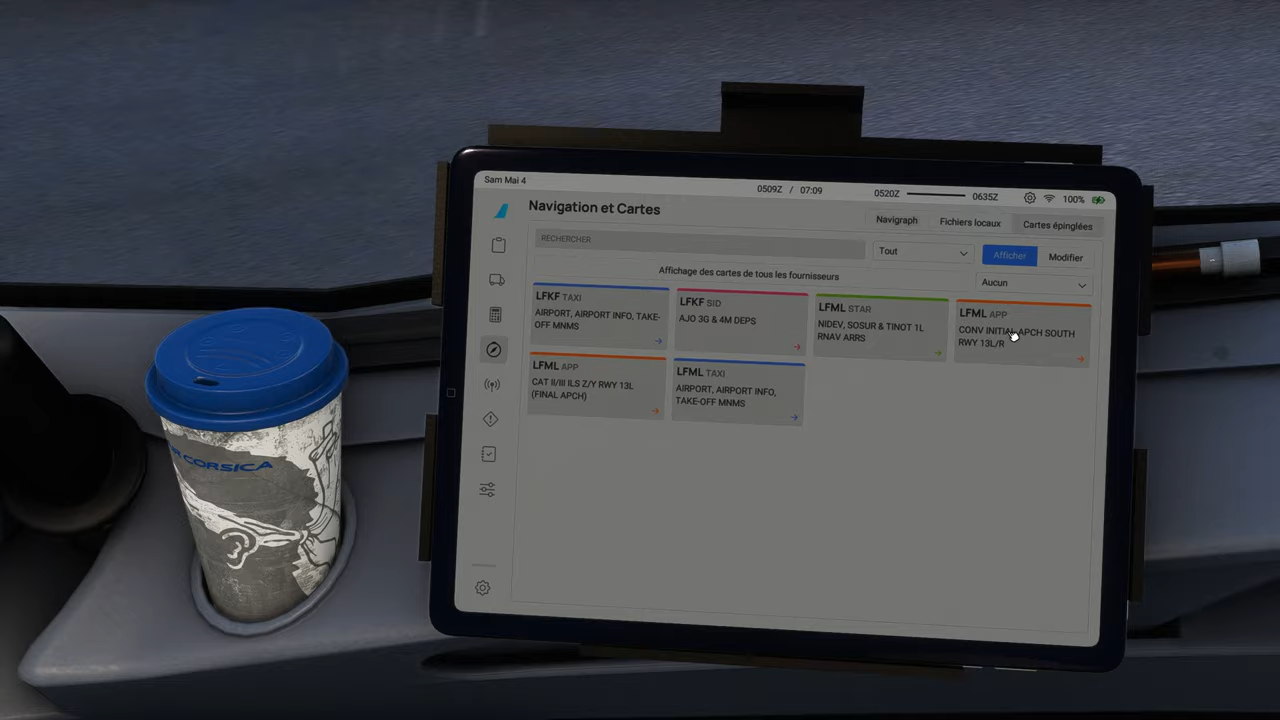 Sam Mai 4
0509Z / 07:09
0520Z
0635Z
100%
Navigation et Cartes
Navigraph
Fichiers locaux
Cartes épinglées
RECHERCHER
Tout
Afficher
Modifier
Affichage des cartes de tous les fournisseurs
Aucun
LFKF TAXI
AIRPORT, AIRPORT INFO, TAKE-
OFF MNMS
LFKF SID
AJO 3G & 4M DEPS
LFML STAR
NIDEV, SOSUR & TINOT 1L
RNAV ARRS
LFML APP
CONV INITIAL APCH SOUTH
RWY 13L/R
LFML APP
CAT II/III ILS Z/Y RWY 13L
(FINAL APCH)
LFML TAXI
AIRPORT, AIRPORT INFO,
TAKE-OFF MNMS
CORSICA